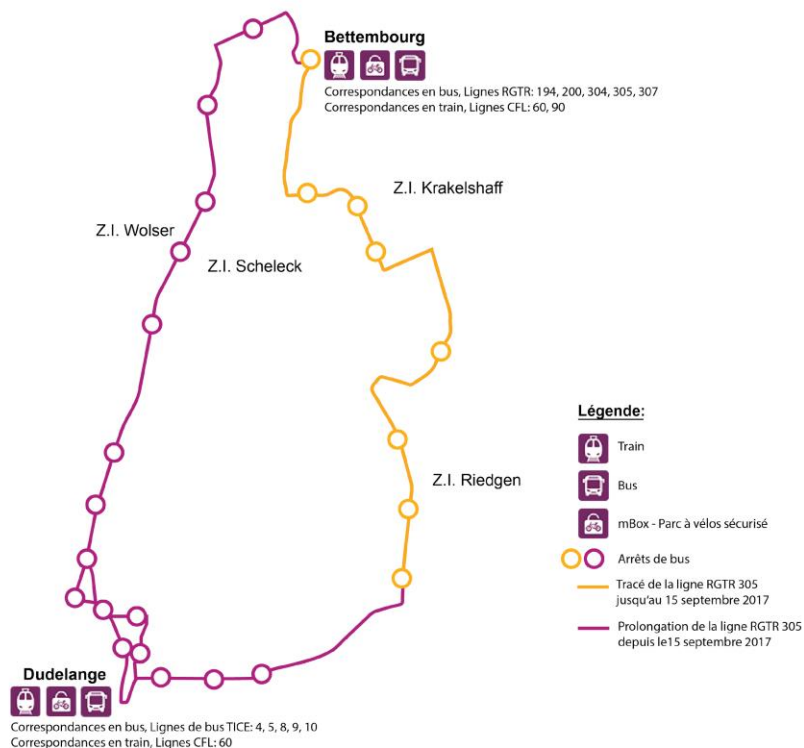 Bettembourg
Correspondances en bus, Lignes RGTR: 194, 200, 304, 305, 307
Correspondances en train, Lignes CFL: 60, 90
Z.I. Krakelshaff
Z.I. Wolser
Z.I. Scheleck
Z.I. Riedgen
Légende:
Train
Bus
mBox - Parc à vélos sécurisé
Arrêts de bus
Tracé de la ligne RGTR 305
jusqu'au 15 septembre 2017
Prolongation de la ligne RGTR 305
depuis le15 septembre 2017
Dudelange
Correspondances en bus, Lignes de bus TICE: 4, 5, 8, 9, 10
Correspondances en train, Lignes CFL: 60